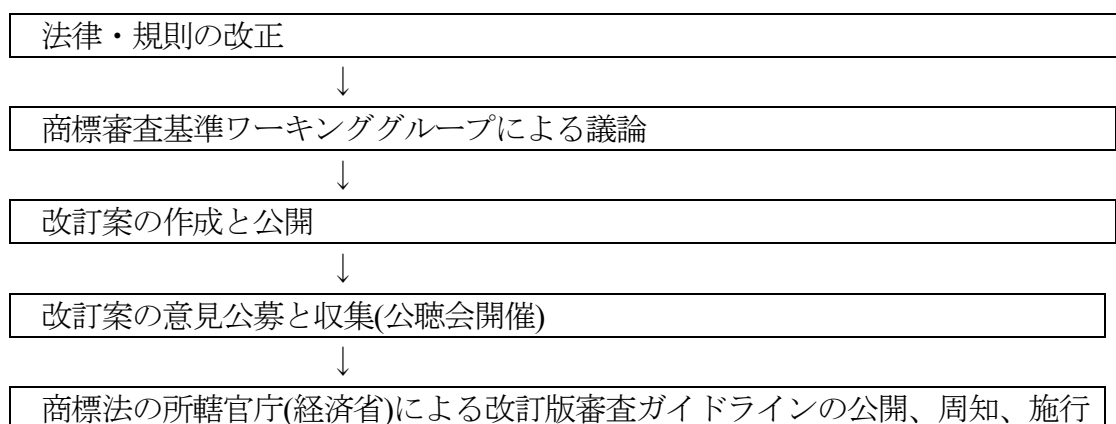 法律・規則の改正
↓
商標審査基準ワーキンググループによる議論
↓
改訂案の作成と公開
↓
改訂案の意見公募と収集(公聴会開催)
↓
商標法の所轄官庁(経済省)による改訂版審査ガイドラインの公開、周知、施行